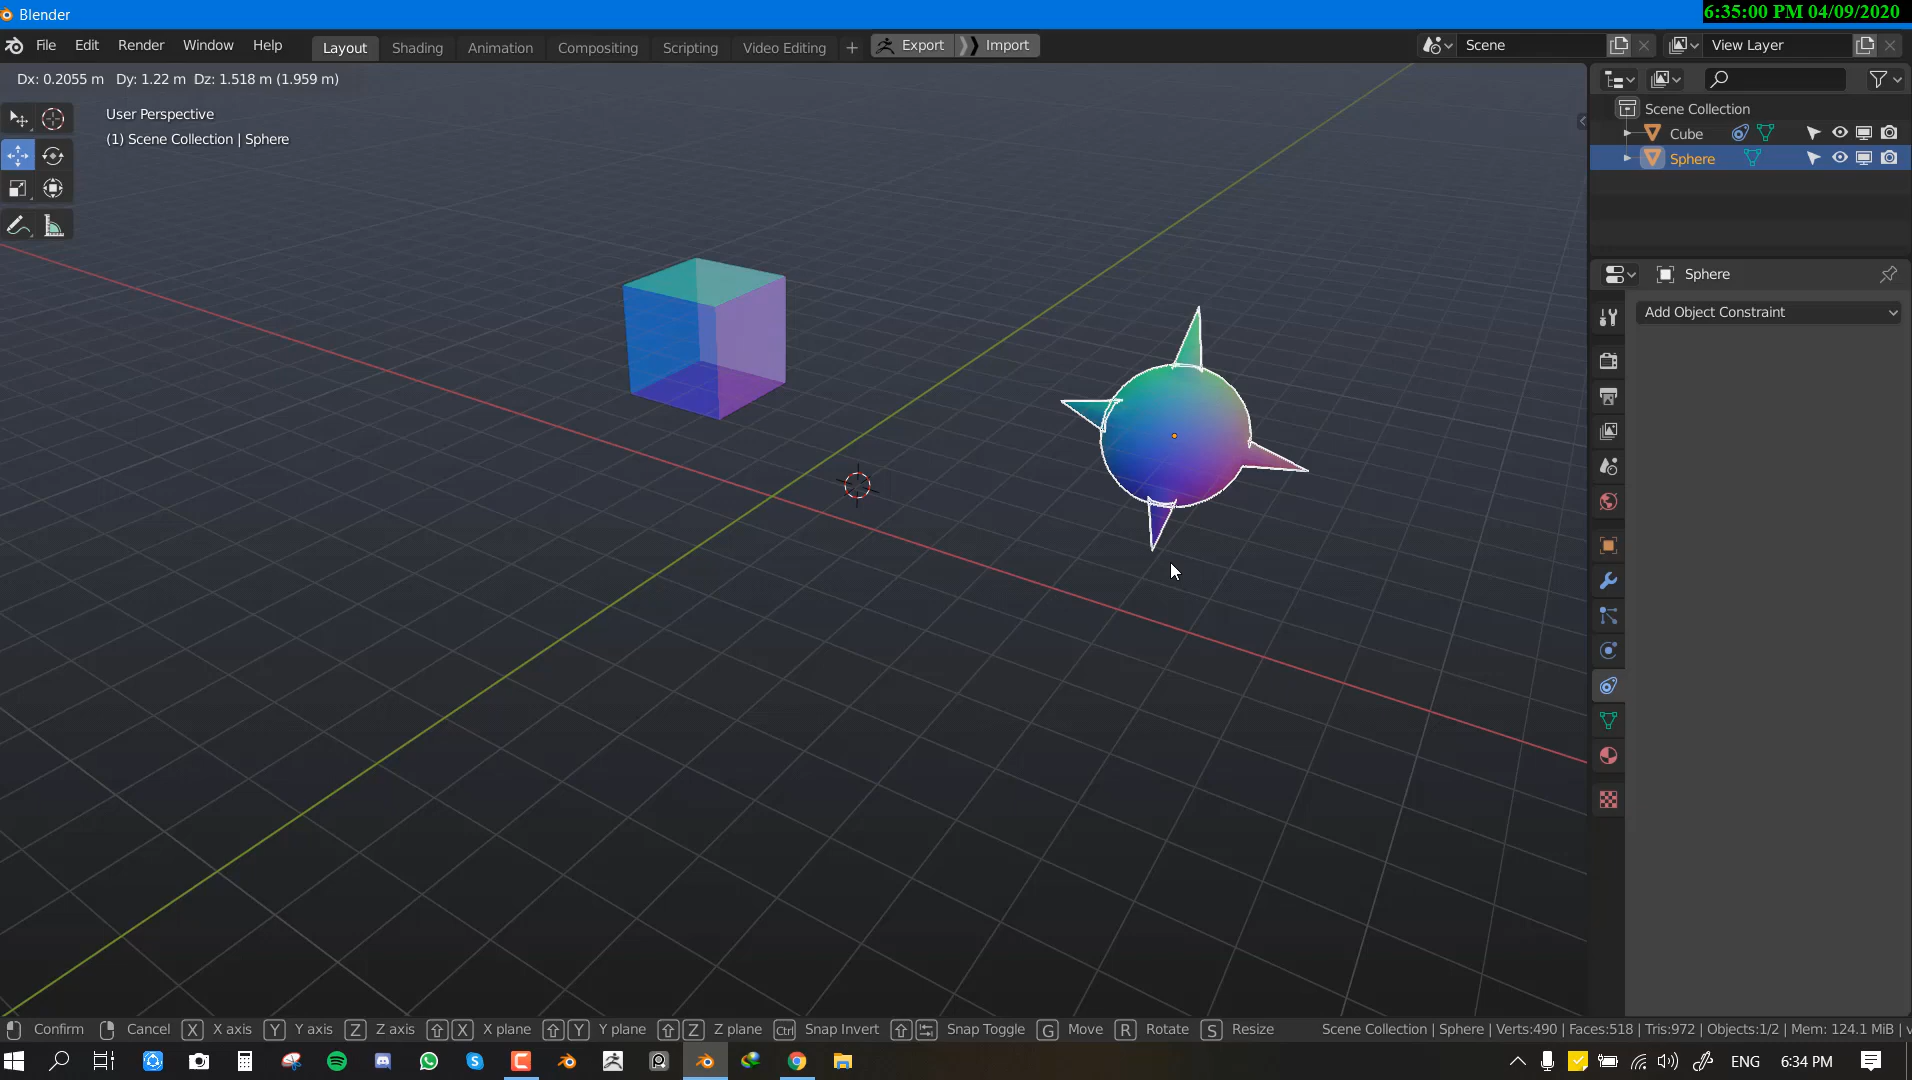 Blender
6:35:00 PM 04/09/2020
File Edit Render Window Help Layout Shading Animation Compositing Scripting Texture Video Editing + Export Import Scene View Layer
Dx: 0.2055 m Dy: 1.22 m Dz: 1.518 m (1.959 m)
User Perspective
(1) Scene Collection | Sphere
Scene Collection
Cube
Sphere
Sphere
Add Object Constraint
Confirm Cancel X X axis Y Y axis Z Z axis X X plane Y Y plane Z Z plane Ctrl Snap Invert Snap Toggle G Move R Rotate S Resize Scene Collection | Sphere | Verts:490 | Faces:518 | Tris:972 | Objects:1/2 | Mem: 124.1 MiB | v
ENG 6:34 PM